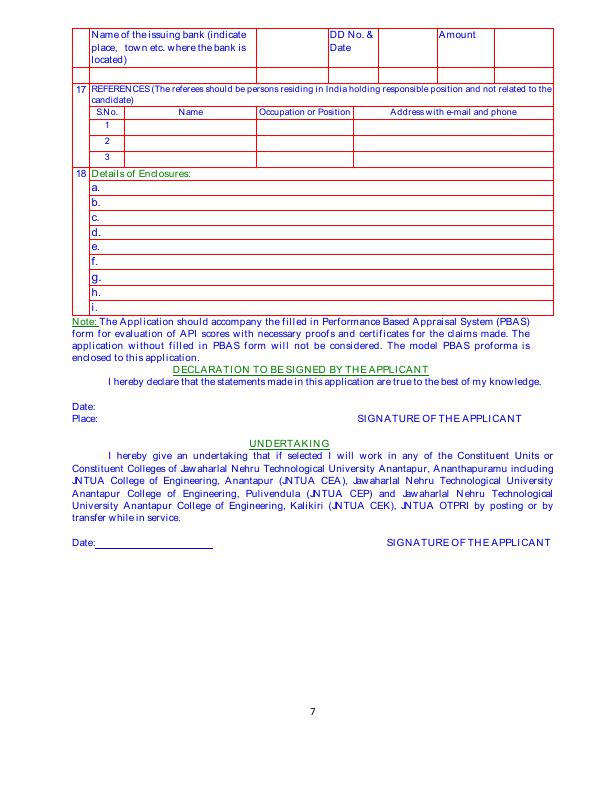 Name of the issuing bank (indicate DD No. & Amount
place, town etc. where the bank is Date
located)
17 REFERENCES (The referees should be persons residing in India holding responsible position and not related to the
candidate)
S.No. Name Occupation or Position Address with e-mail and phone
1
2
3
18 Details of Enclosures:
a.
b.
c.
d.
e.
f.
g.
h.
i.
Note: The Application should accompany the filled in Performance Based Appraisal System (PBAS)
form for evaluation of API scores with necessary proofs and certificates for the claims made. The
application without filled in PBAS form will not be considered. The model PBAS proforma is
enclosed to this application.
DECLARATION TO BE SIGNED BY THE APPLICANT
I hereby declare that the statements made in this application are true to the best of my knowledge.
Date:
Place: SIGNATURE OF THE APPLICANT
UNDERTAKING
I hereby give an undertaking that if selected I will work in any of the Constituent Units or
Constituent Colleges of Jawaharlal Nehru Technological University Anantapur, Ananthapuramu including
JNTUA College of Engineering, Anantapur (JNTUA CEA), Jawaharlal Nehru Technological University
Anantapur College of Engineering, Pulivendula (JNTUA CEP) and Jawaharlal Nehru Technological
University Anantapur College of Engineering, Kalikiri (JNTUA CEK), JNTUA OTPRI by posting or by
transfer while in service.
Date: SIGNATURE OF THE APPLICANT
7